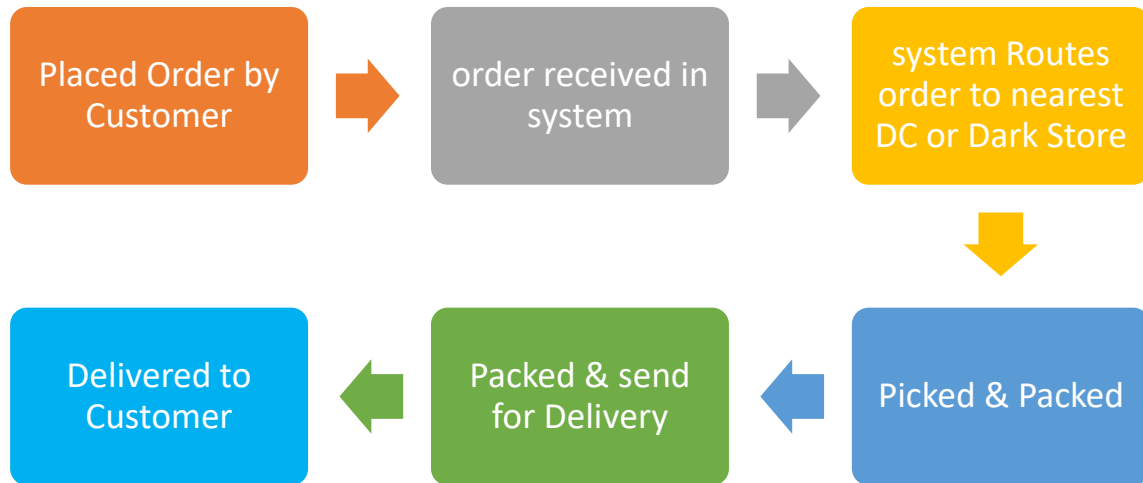 Placed Order by
Customer
order received in
system
system Routes
order to nearest
DC or Dark Store
Picked & Packed
Packed & send
for Delivery
Delivered to
Customer